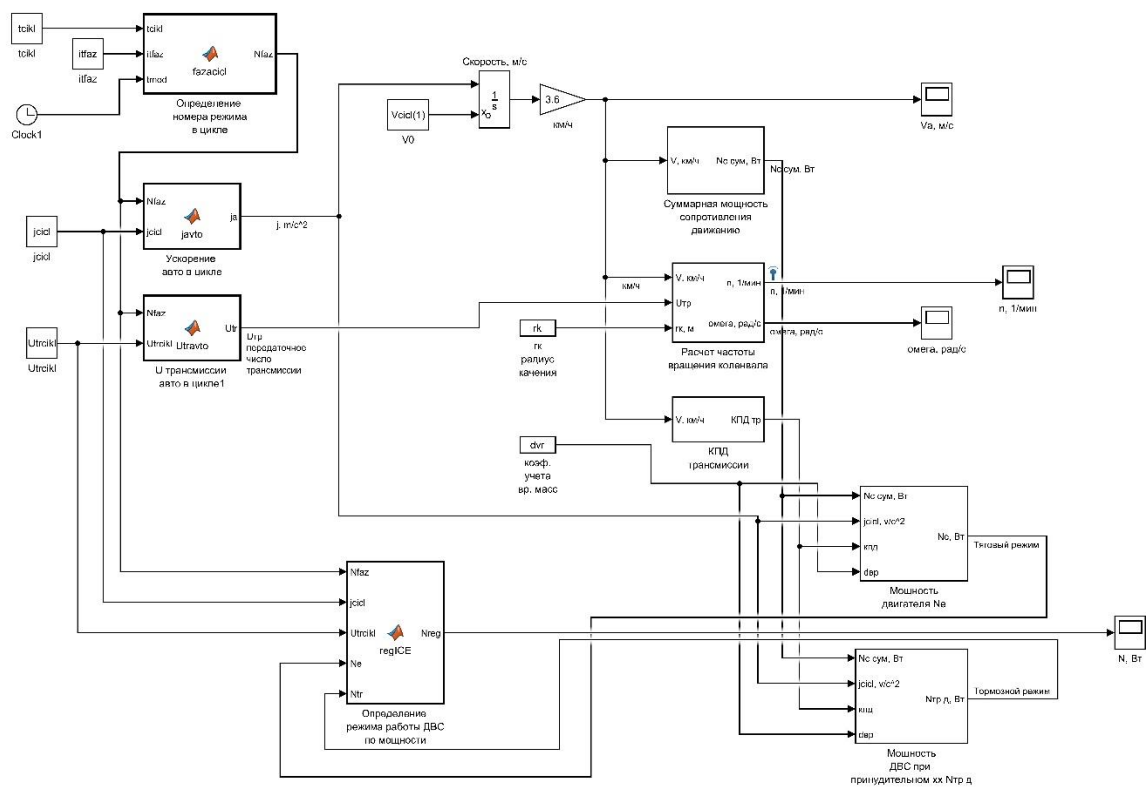 tcikl
tcikl
itfaz
itfaz
Clock1
tcikl
itfaz
tmod
fazacicl
Nfaz
Определение
номера режима
в цикле
Скорость, м/с
1
s
xo
Vcicl(1)
V0
3.6
км/ч
Va, м/с
V, км/ч
Nc сум, Вт
Nc сум, Вт
Суммарная мощность
сопротивления
движению
jcicl
jcicl
Nfaz
jcicl
javto
ja
j, m/c^2
Ускорение
авто в цикле
Utrcikl
Utrcikl
Nfaz
Utrcikl
Utravto
Utr
Uтр
передаточное
число
трансмиссии
U трансмиссии
авто в цикле1
км/ч
V, км/ч
Uтр
rk, м
n, 1/мин
n, 1/мин
омега, рад/с
омега, рад/с
Расчет частоты
вращения коленвала
n, 1/мин
омега, рад/с
rk
rк
радиус
качения
V, км/ч
КПД тр
КПД
трансмиссии
dvr
коэф.
учета
вр. масс
Nc сум, Вт
jcicl, v/c^2
кпд
двр
Nc, Вт
Тяговый режим
Мощность
двигателя Ne
Nfaz
jcicl
Utrcikl
Ne
Ntr
regICE
Nreg
Определение
режима работы ДВС
по мощности
N, Вт
Nc сум, Вт
jcicl, v/c^2
кпд
двр
Nтр д, Вт
Тормозной режим
Мощность
ДВС при
принудительном хх Nтр д